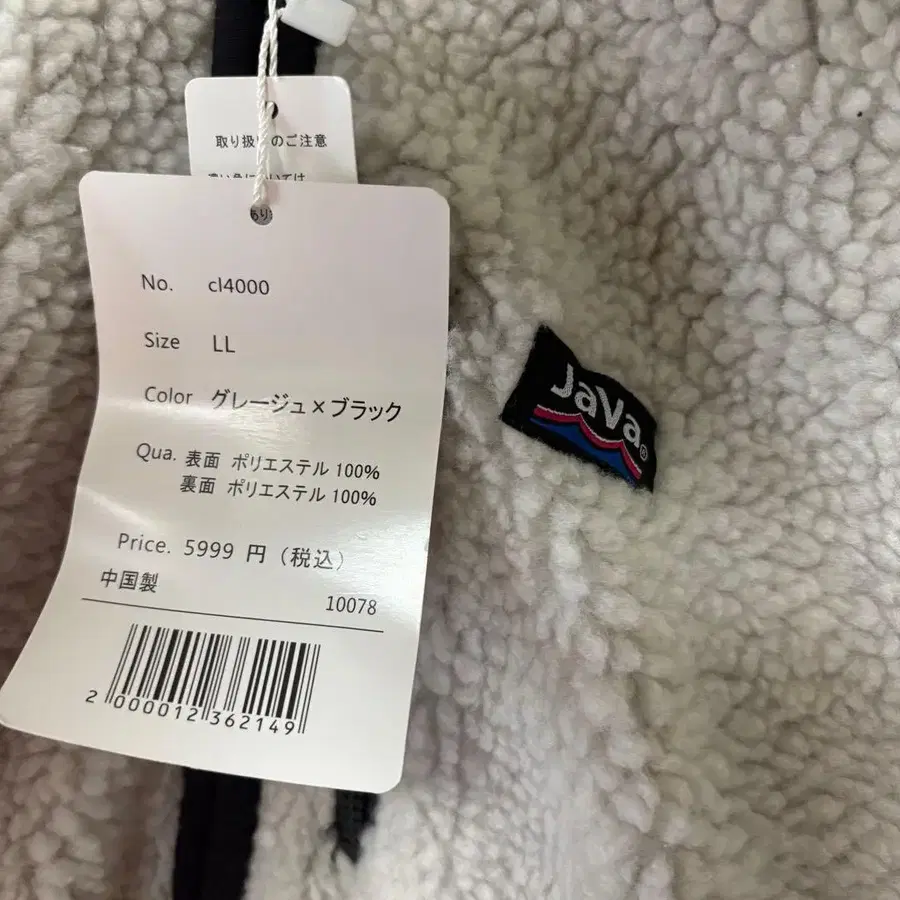 取り扱いのご注意
No. cl4000
Size LL
Color グレージュ×ブラック
Qua. 表面 ポリエステル 100%
裏面 ポリエステル 100%
Price. 5999 円（税込）
中国製
10078
2 000012 362149
JaVa®